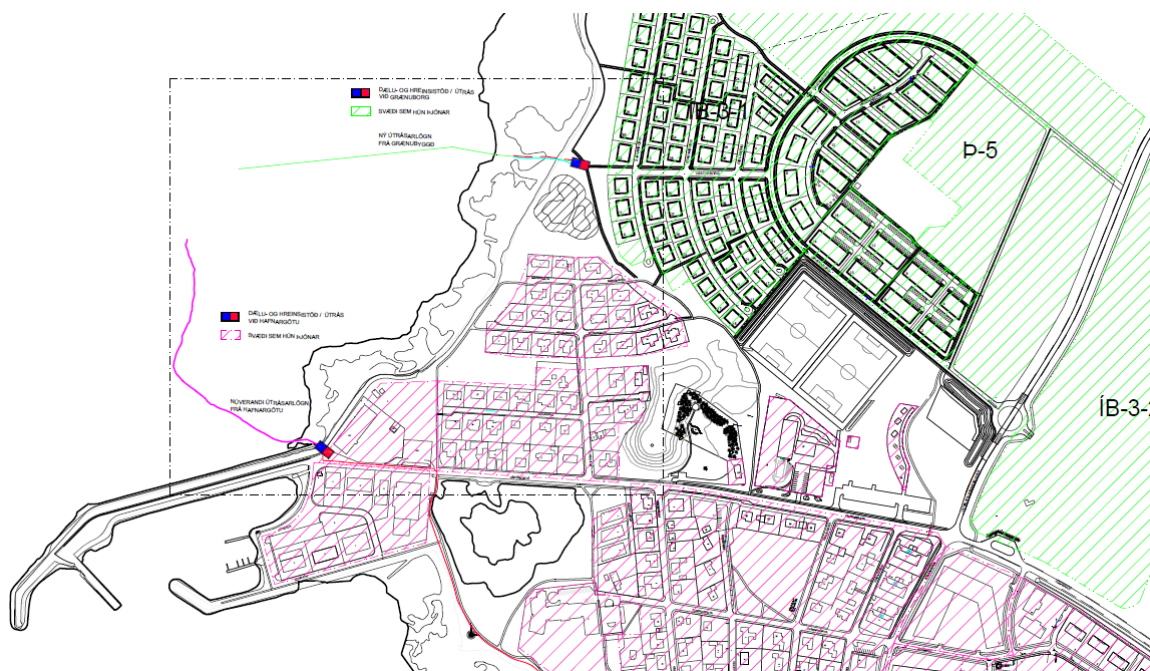 DÆLU- OG HREINSISTÖÐ / ÚTRÁS
VIÐ GRÆNUBORG
SVÆÐI SEM HÚN ÞJÓNAR
NÝ ÚTRÁSARLÖGN
FRÁ GRÆNUBYGGÐ
ÍB-3-1
Þ-5
DÆLU- OG HREINSISTÖÐ / ÚTRÁS
VIÐ HAFNARGÖTU
SVÆÐI SEM HÚN ÞJÓNAR
NÚVERANDI ÚTRÁSARLÖGN
FRÁ HAFNARGÖTU
ÍB-3-2